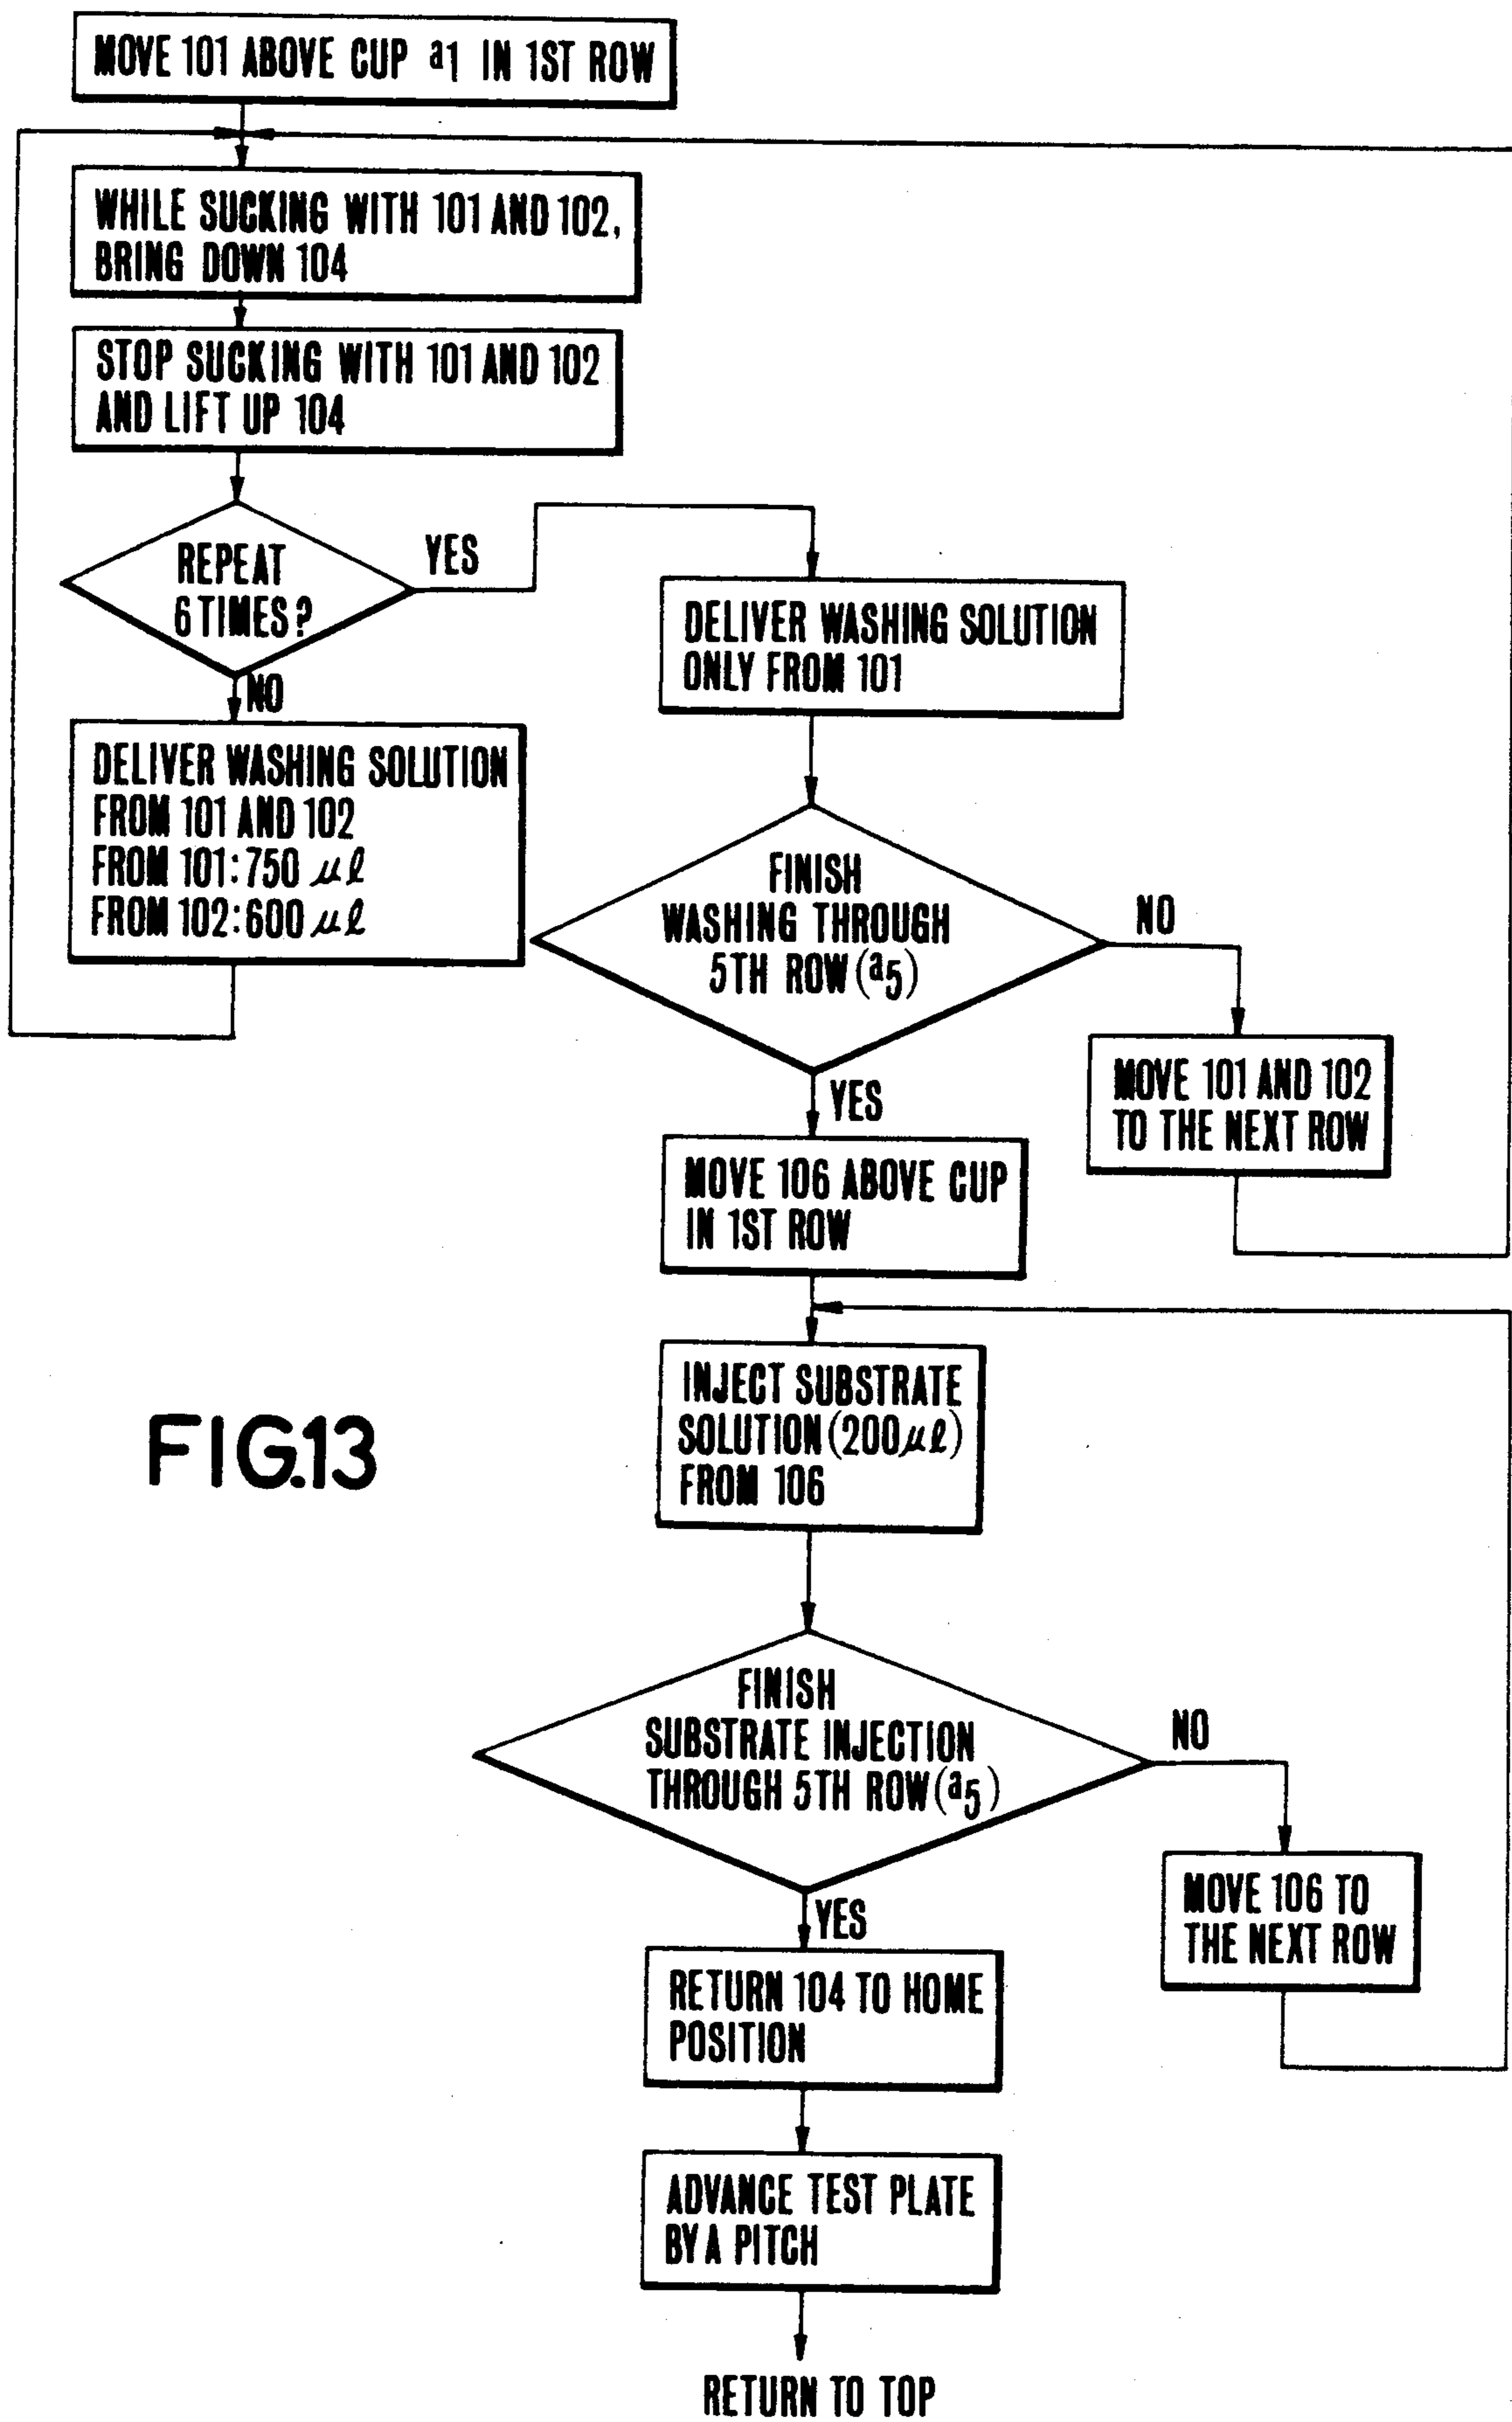 MOVE 101 ABOVE CUP a1 IN 1ST ROW
WHILE SUCKING WITH 101 AND 102,
BRING DOWN 104
STOP SUCKING WITH 101 AND 102
AND LIFT UP 104
REPEAT
6 TIMES?
YES
NO
DELIVER WASHING SOLUTION
FROM 101 AND 102
FROM 101:750 µℓ
FROM 102:600 µℓ
DELIVER WASHING SOLUTION
ONLY FROM 101
FINISH
WASHING THROUGH
5TH ROW (a5)
NO
MOVE 101 AND 102
TO THE NEXT ROW
YES
MOVE 106 ABOVE CUP
IN 1ST ROW
INJECT SUBSTRATE
SOLUTION (200µℓ)
FROM 106
FIG.13
FINISH
SUBSTRATE INJECTION
THROUGH 5TH ROW (a5)
NO
MOVE 106 TO
THE NEXT ROW
YES
RETURN 104 TO HOME
POSITION
ADVANCE TEST PLATE
BY A PITCH
RETURN TO TOP